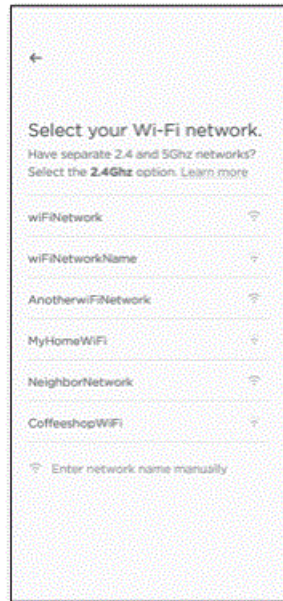 Select your Wi-Fi network.
Have separate 2.4 and 5Ghz networks?
Select the 2.4Ghz option. Learn more
wiFiNetwork
wiFiNetworkName
AnotherwiFiNetwork
MyHomeWiFi
NeighborNetwork
CoffeeshopWiFi
Enter network name manually